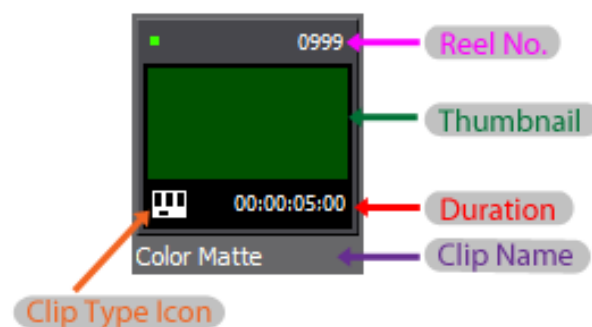 0999 Reel No.
Thumbnail
00:00:05:00 Duration
Color Matte Clip Name
Clip Type Icon